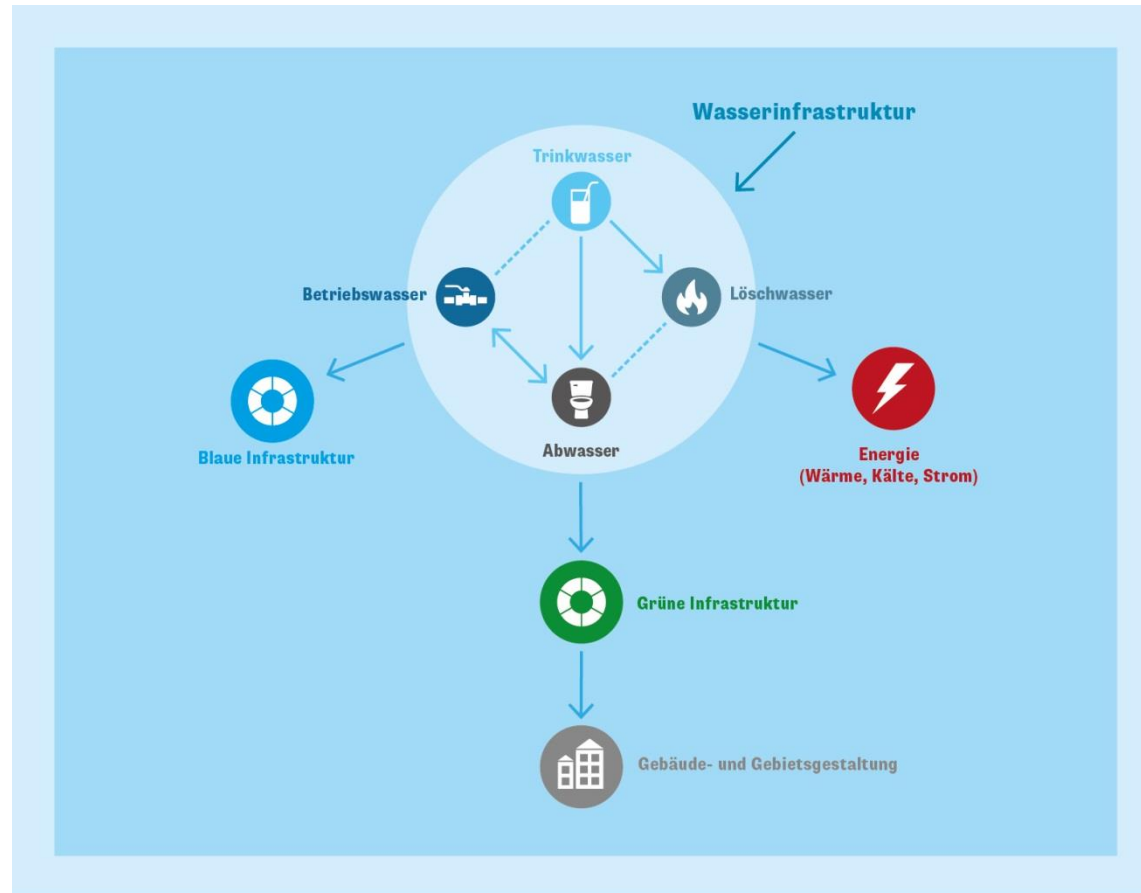 Wasserinfrastruktur
Trinkwasser
Betriebswasser
Löschwasser
Abwasser
Blaue Infrastruktur
Energie
(Wärme, Kälte, Strom)
Grüne Infrastruktur
Gebäude- und Gebietsgestaltung